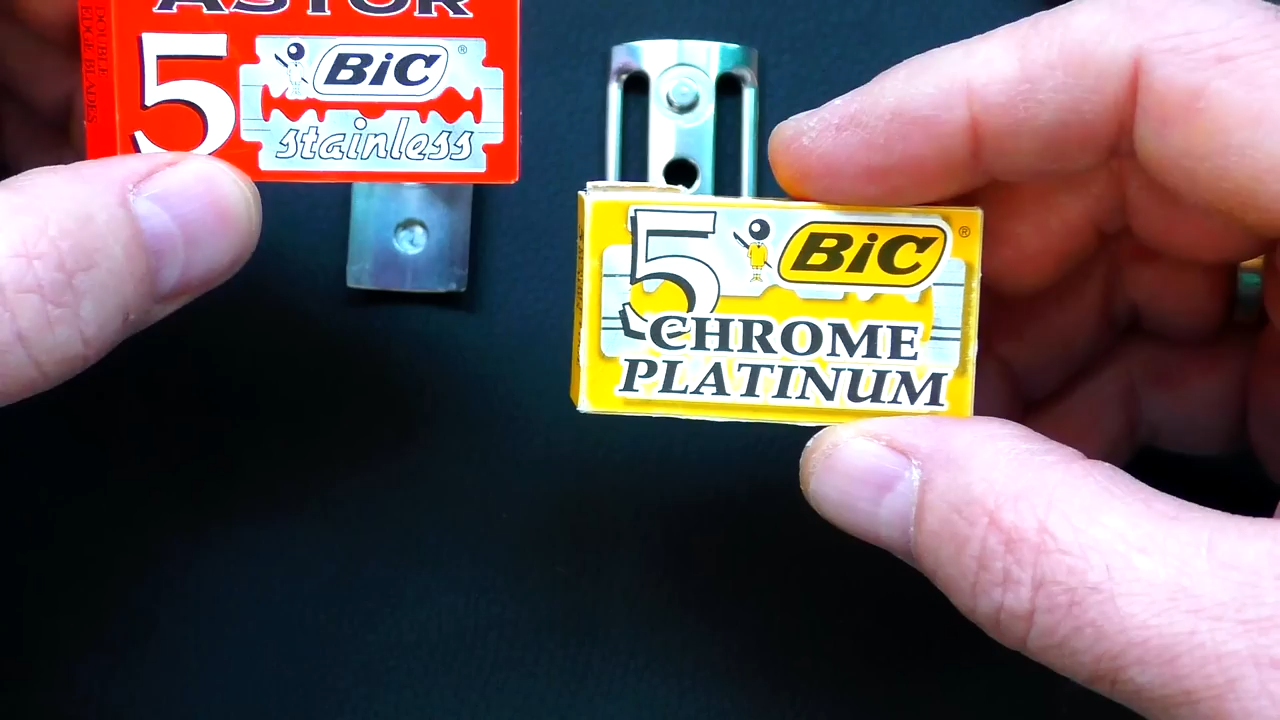 ASTOR
DOUBLE
EDGE BLADES
5
BiC
®
stainless
5
BiC
®
CHROME
PLATINUM